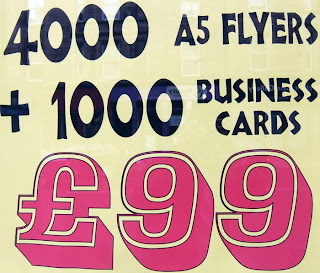 4000 A5 FLYERS
+ 1000 BUSINESS
CARDS
£99